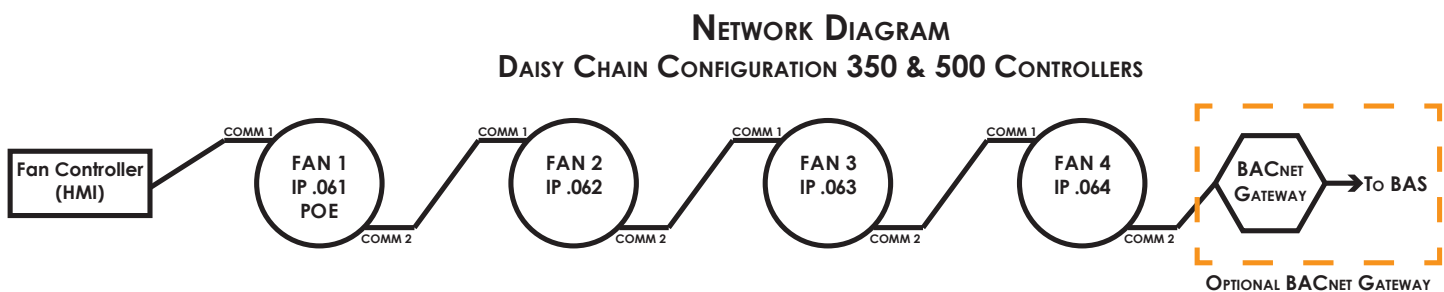 Network Diagram
Daisy Chain Configuration 350 & 500 Controllers
Fan Controller
(HMI)
COMM 1
FAN 1
IP .061
POE
COMM 2
COMM 1
FAN 2
IP .062
COMM 2
COMM 1
FAN 3
IP .063
COMM 2
COMM 1
FAN 4
IP .064
COMM 2
BACnet
Gateway
To BAS
Optional BACnet Gateway